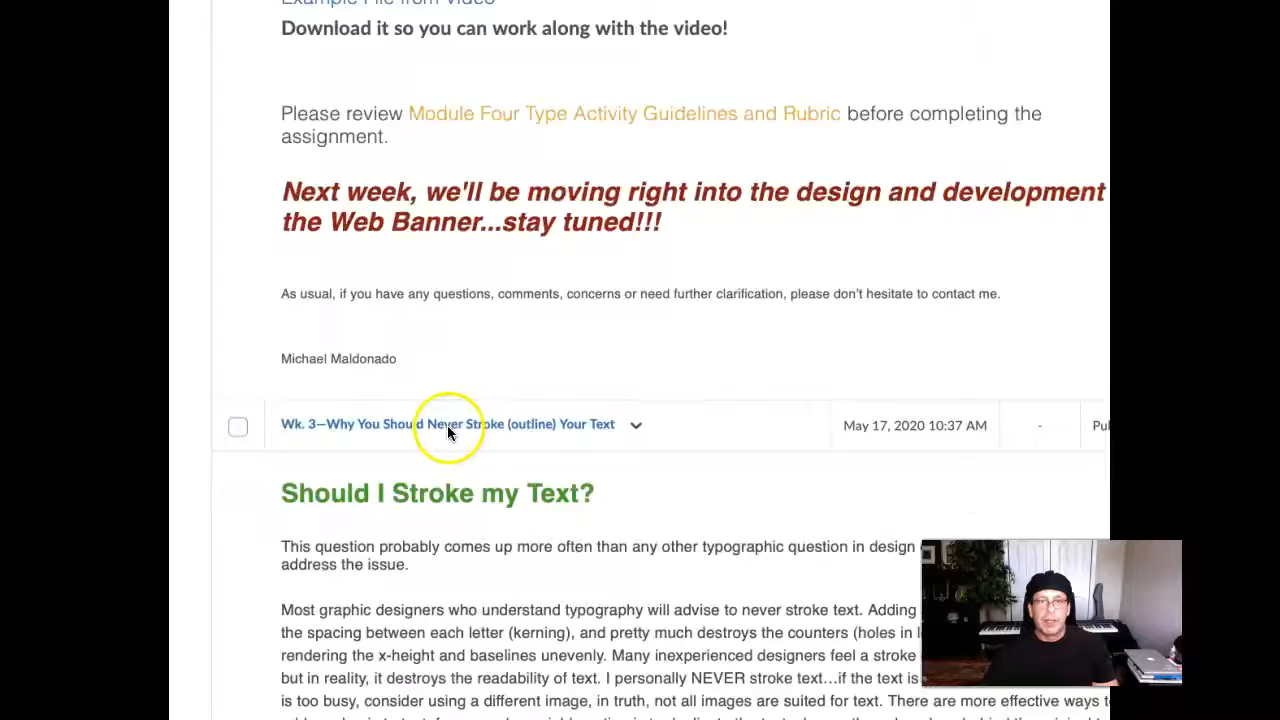 Example File from Video
Download it so you can work along with the video!
Please review Module Four Type Activity Guidelines and Rubric before completing the
assignment.
Next week, we'll be moving right into the design and development
the Web Banner...stay tuned!!!
As usual, if you have any questions, comments, concerns or need further clarification, please don't hesitate to contact me.
Michael Maldonado
Wk. 3—Why You Should Never Stroke (outline) Your Text
May 17, 2020 10:37 AM
-
Should I Stroke my Text?
This question probably comes up more often than any other typographic question in design
address the issue.
Most graphic designers who understand typography will advise to never stroke text. Adding
the spacing between each letter (kerning), and pretty much destroys the counters (holes in
rendering the x-height and baselines unevenly. Many inexperienced designers feel a stroke
but in reality, it destroys the readability of text. I personally NEVER stroke text...if the text is
is too busy, consider using a different image, in truth, not all images are suited for text. There are more effective ways